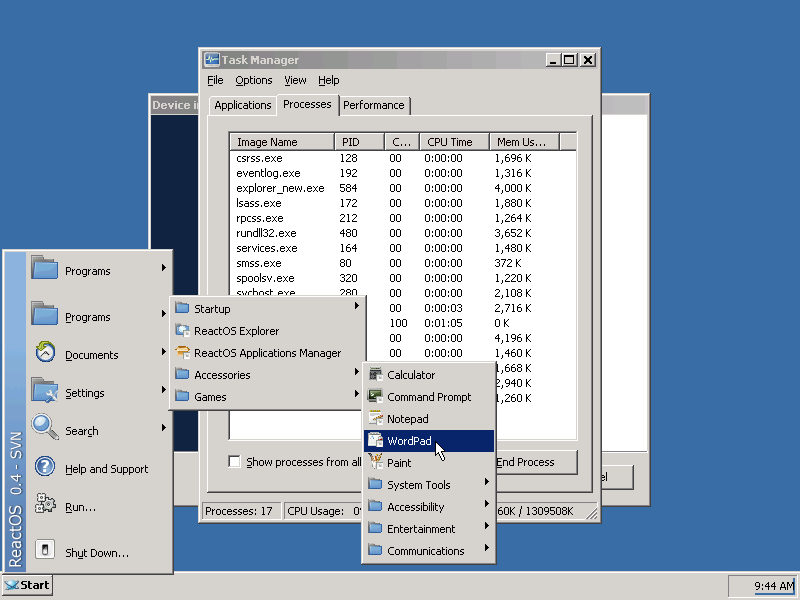 Task Manager
File Options View Help
Applications Processes Performance
Device i
Image Name PID C... CPU Time Mem Us...
csrss.exe 128 00 0:00:00 1,696 K
eventlog.exe 172 00 0:00:00 1,316 K
explorer_new.exe 584 00 0:00:00 4,000 K
lsass.exe 172 00 0:00:00 1,880 K
rpcss.exe 212 00 0:00:00 1,264 K
rundll32.exe 480 00 0:00:00 3,652 K
services.exe 164 00 0:00:00 1,480 K
smss.exe 80 00 0:00:00 372 K
spoolsv.exe 320 00 0:00:00 1,220 K
svchost.exe 280 00 0:00:00 2,108 K
00 0:00:03 2,716 K
100 0:01:05 0 K
00 0:00:00 4,196 K
00 0:00:00 1,460 K
1,668 K
2,940 K
1,260 K
Show processes from all
End Process
el
Processes: 17 CPU Usage: 0
60K / 1309508K
Programs
Programs
Documents
Settings
Search
Help and Support
Run...
Shut Down...
ReactOS 0.4 - SVN
Startup
ReactOS Explorer
ReactOS Applications Manager
Accessories
Games
Calculator
Command Prompt
Notepad
WordPad
Paint
System Tools
Accessibility
Entertainment
Communications
Start
9:44 AM